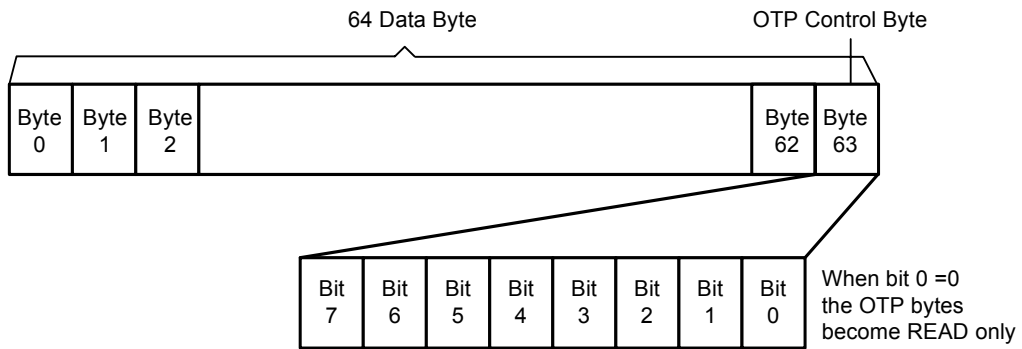 64 Data Byte
OTP Control Byte
Byte 0
Byte 1
Byte 2
Byte 62
Byte 63
Bit 7
Bit 6
Bit 5
Bit 4
Bit 3
Bit 2
Bit 1
Bit 0
When bit 0 =0
the OTP bytes
become READ only